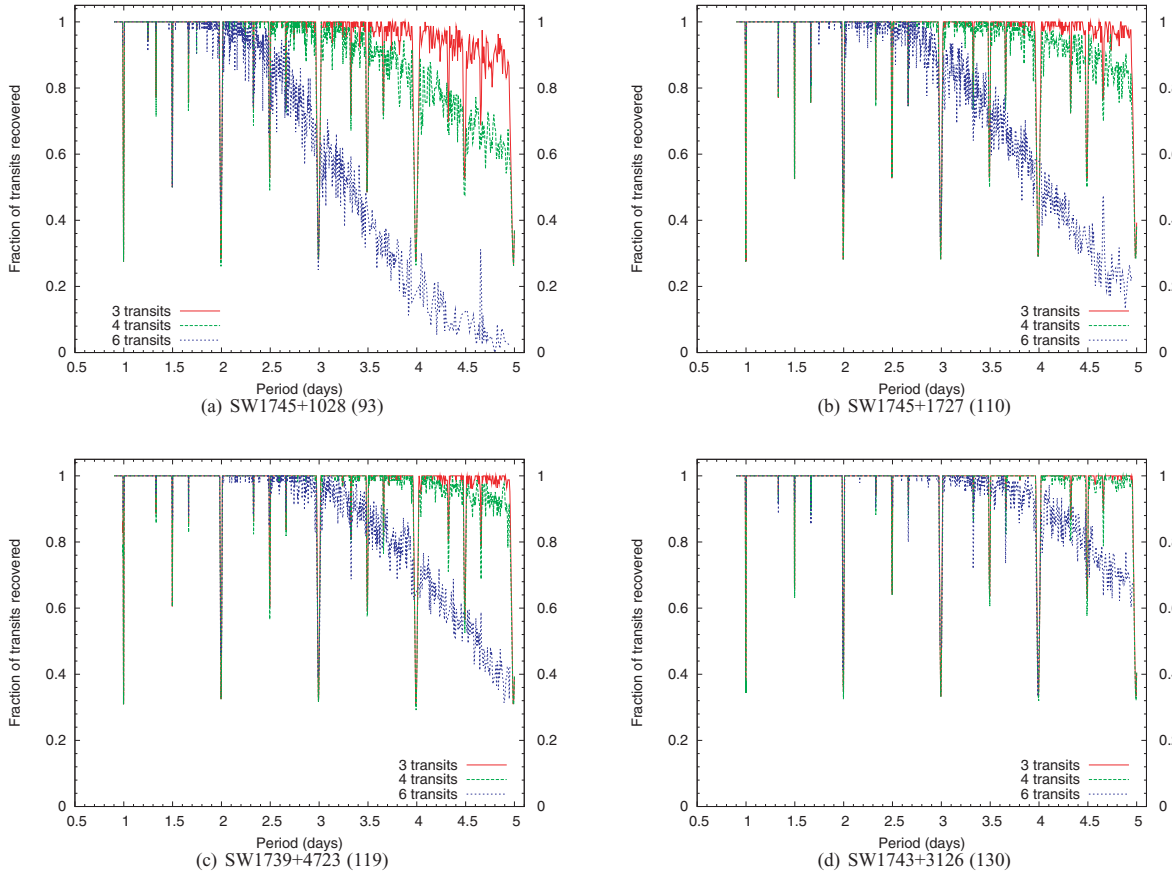 Fraction of transits recovered
1 1
0.8 0.8
0.6 0.6
0.4 0.4
0.2 0.2
0 0
3 transits
4 transits
6 transits
0.5 1 1.5 2 2.5 3 3.5 4 4.5 5
Period (days)
(a) SW1745+1028 (93)
Fraction of transits recovered
1 1
0.8
0.6
0.4
0.2
0 0
3 transits
4 transits
6 transits
0.5 1 1.5 2 2.5 3 3.5 4 4.5 5
Period (days)
(b) SW1745+1727 (110)
Fraction of transits recovered
1 1
0.8 0.8
0.6 0.6
0.4 0.4
0.2 0.2
0 0
3 transits
4 transits
6 transits
0.5 1 1.5 2 2.5 3 3.5 4 4.5 5
Period (days)
(c) SW1739+4723 (119)
Fraction of transits recovered
1 1
0.8
0.6
0.4
0.2
0 0
3 transits
4 transits
6 transits
0.5 1 1.5 2 2.5 3 3.5 4 4.5 5
Period (days)
(d) SW1743+3126 (130)